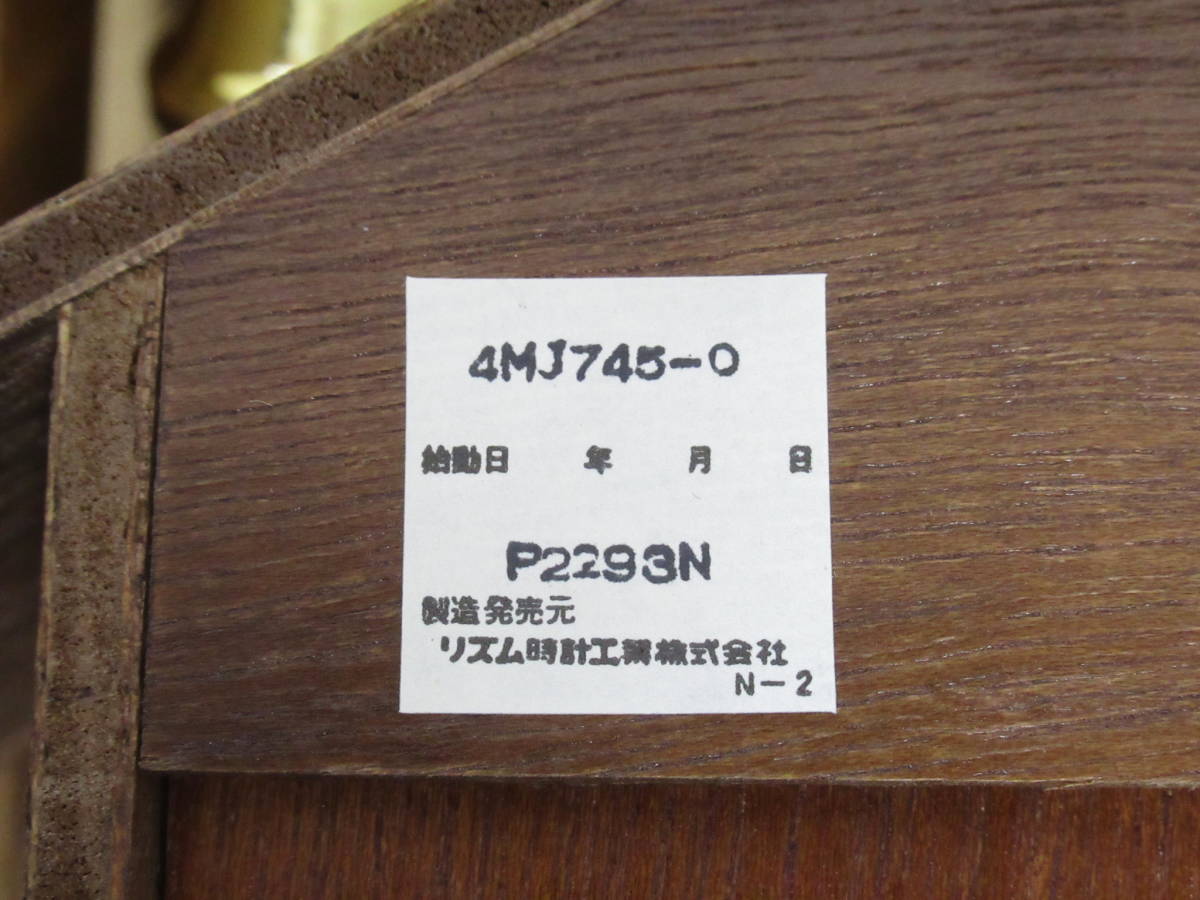 4MJ745-0
始動日 年 月 日
P2293N
製造発売元
リズム時計工業株式会社
N-2